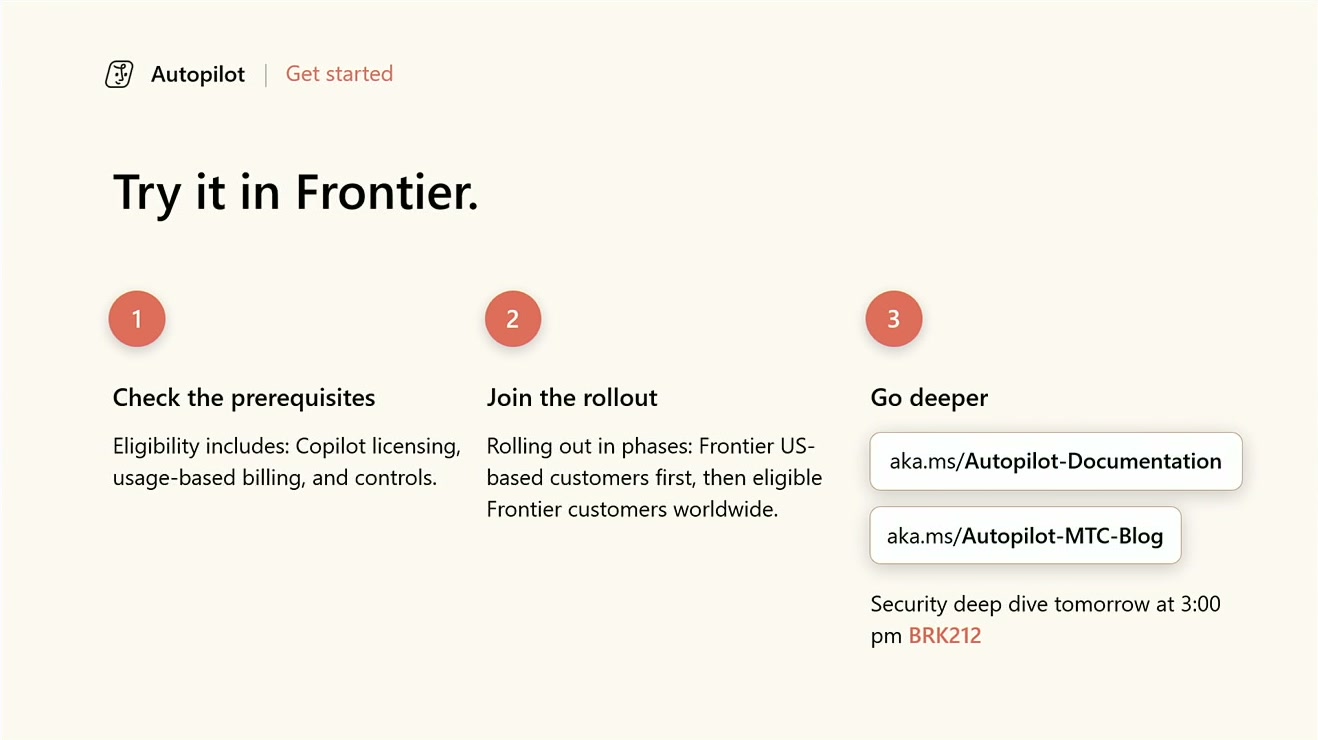 Autopilot | Get started
Try it in Frontier.
1
Check the prerequisites
Eligibility includes: Copilot licensing,
usage-based billing, and controls.
2
Join the rollout
Rolling out in phases: Frontier US-
based customers first, then eligible
Frontier customers worldwide.
3
Go deeper
aka.ms/Autopilot-Documentation
aka.ms/Autopilot-MTC-Blog
Security deep dive tomorrow at 3:00
pm BRK212